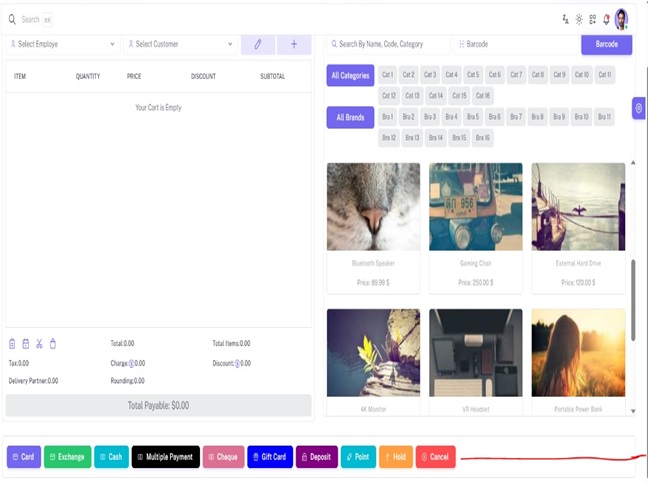 Search
Select Employe
Select Customer
Search By Name, Code, Category
Barcode
Barcode
ITEM QUANTITY PRICE DISCOUNT SUBTOTAL
Your Cart is Empty
All Categories
Cat 1 Cat 2 Cat 3 Cat 4 Cat 5 Cat 6 Cat 7 Cat 8 Cat 9 Cat 10 Cat 11
Cat 12 Cat 13 Cat 14 Cat 15 Cat 16
All Brands
Bra 1 Bra 2 Bra 3 Bra 4 Bra 5 Bra 6 Bra 7 Bra 8 Bra 9 Bra 10 Bra 11
Bra 12 Bra 13 Bra 14 Bra 15 Bra 16
Bluetooth Speaker
Price: 89.99 $
Gaming Chair
Price: 250.00 $
External Hard Drive
Price: 120.00 $
4K Monitor
VR Headset
Portable Power Bank
Total:0.00
Total Items:0.00
Tax:0.00
Charge: 0.00
Discount: 0.00
Delivery Partner:0.00
Rounding:0.00
Total Payable: $0.00
Card
Exchange
Cash
Multiple Payment
Cheque
Gift Card
Deposit
Point
Hold
Cancel